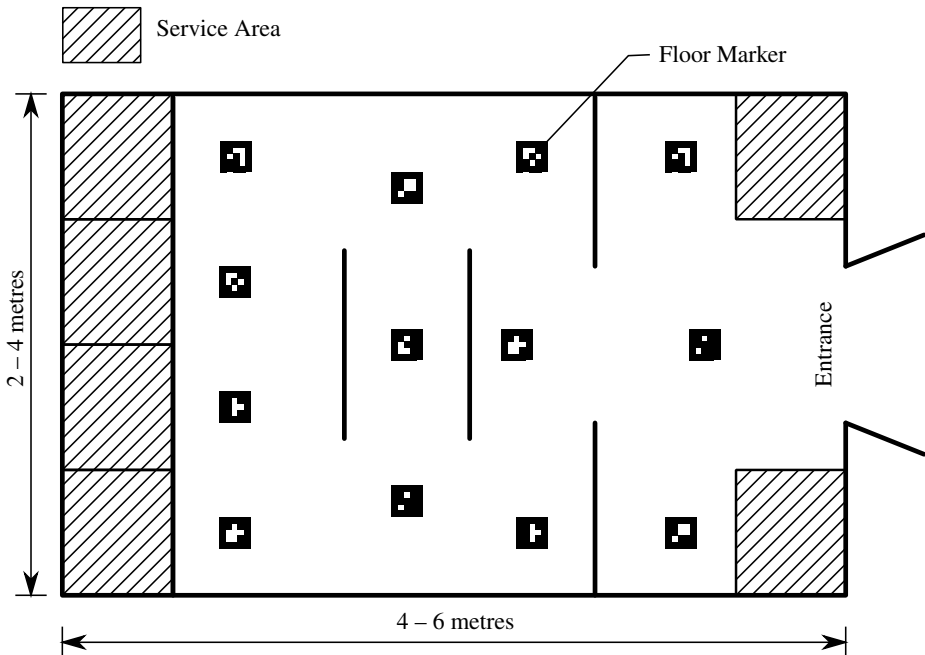 Service Area
Floor Marker
2 – 4 metres
Entrance
4 – 6 metres